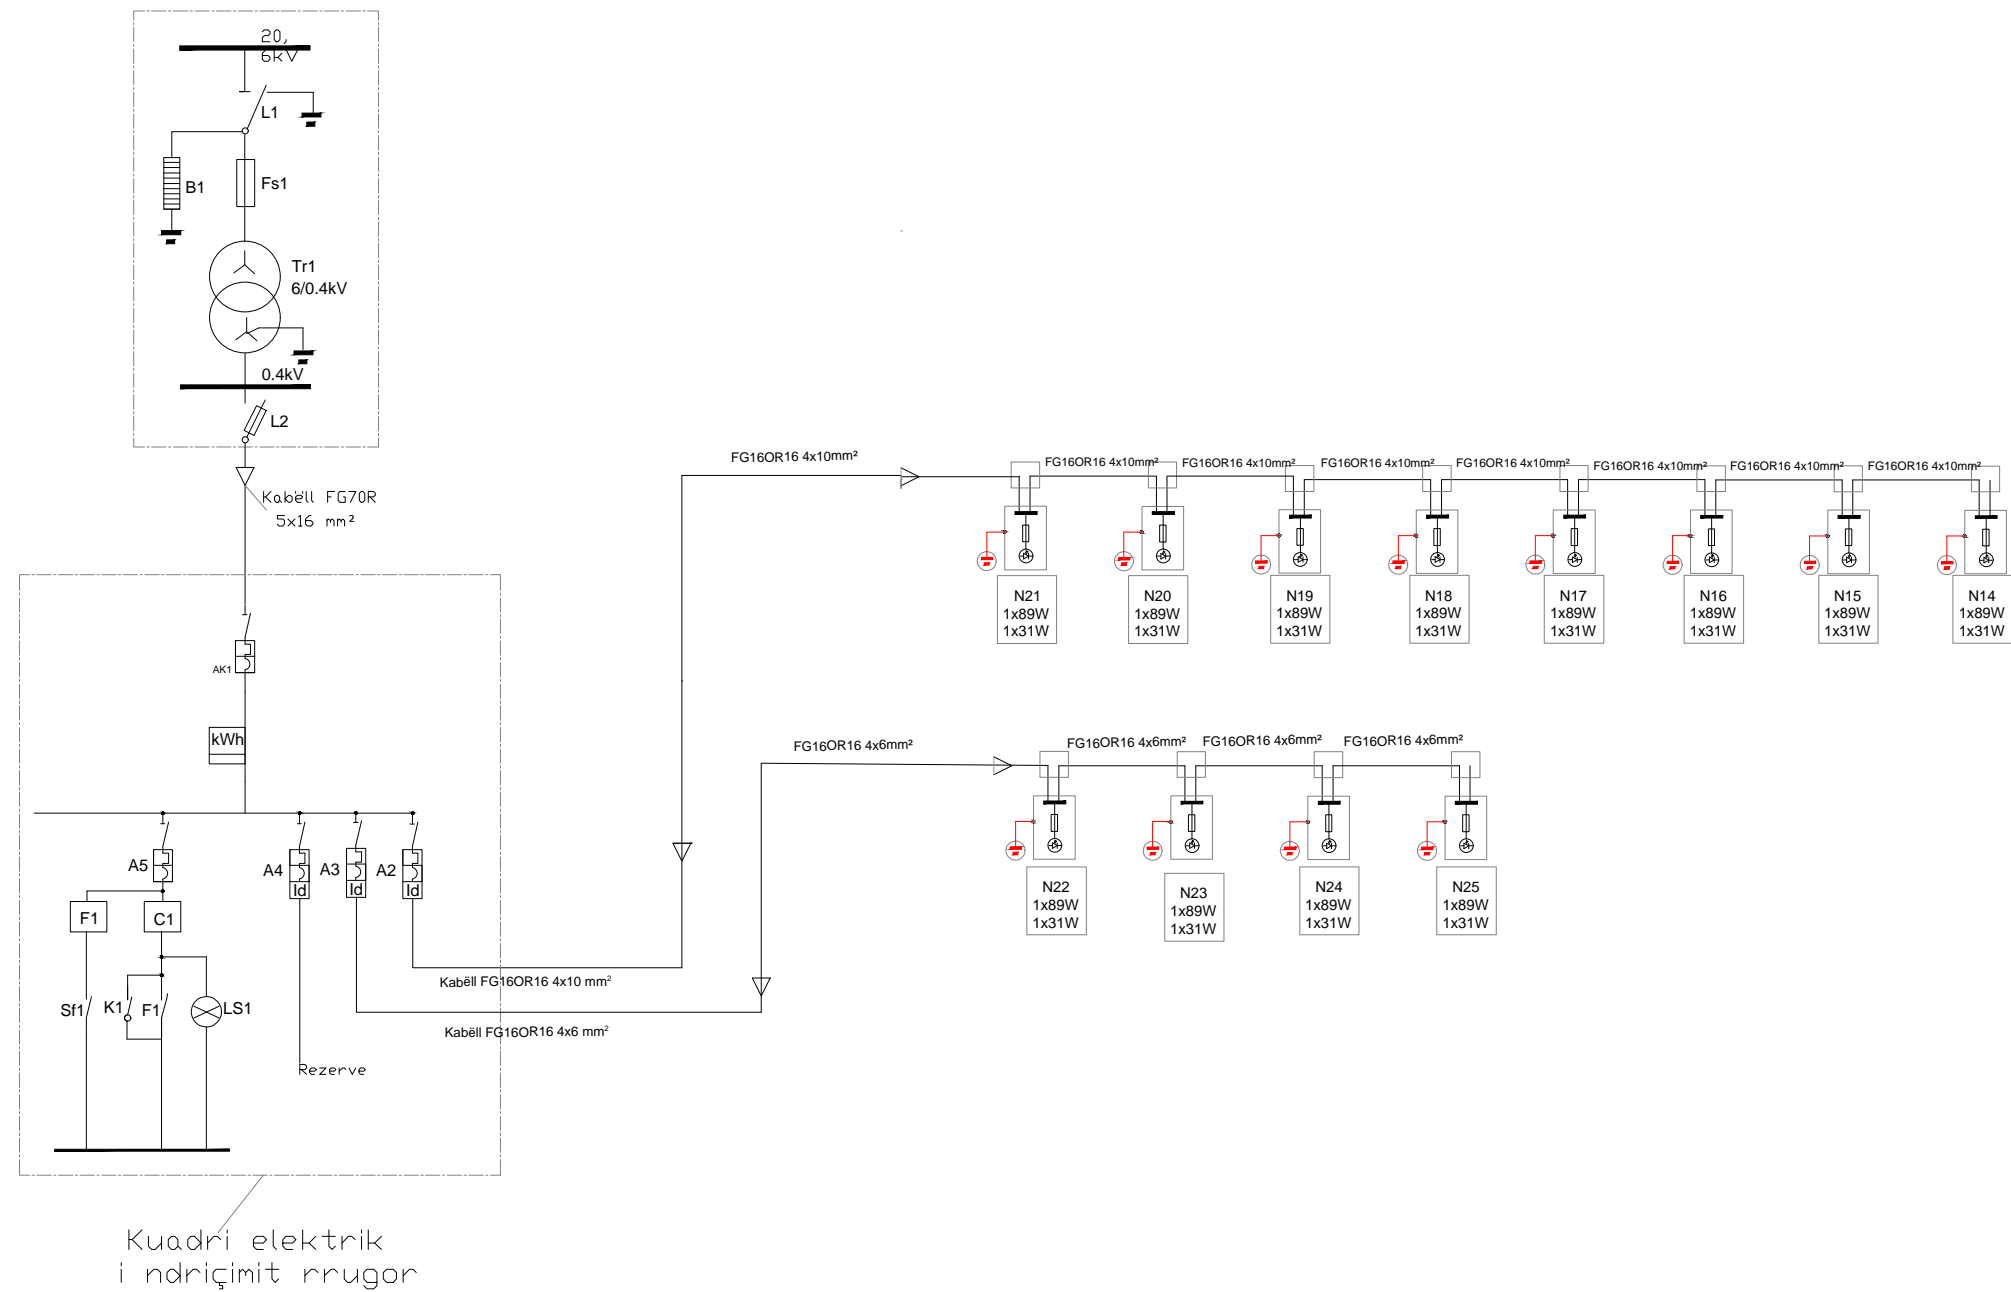 20,
6kV
L1
B1
Fs1
Tr1
6/0.4kV
0.4kV
L2
Kabëll FG70R
5x16 mm²
AK1
kWh
A5
A4
A3
A2
Id
Id
Id
F1
C1
Sf1
K1
F1
LS1
Rezerve
Kabëll FG16OR16 4x10 mm²
Kabëll FG16OR16 4x6 mm²
Kuadri elektrik
i ndriçimit rrugor
FG16OR16 4x10mm²
FG16OR16 4x10mm²
FG16OR16 4x10mm²
FG16OR16 4x10mm²
FG16OR16 4x10mm²
FG16OR16 4x10mm²
FG16OR16 4x10mm²
FG16OR16 4x10mm²
N21
1x89W
1x31W
N20
1x89W
1x31W
N19
1x89W
1x31W
N18
1x89W
1x31W
N17
1x89W
1x31W
N16
1x89W
1x31W
N15
1x89W
1x31W
N14
1x89W
1x31W
FG16OR16 4x6mm²
FG16OR16 4x6mm²
FG16OR16 4x6mm²
FG16OR16 4x6mm²
N22
1x89W
1x31W
N23
1x89W
1x31W
N24
1x89W
1x31W
N25
1x89W
1x31W